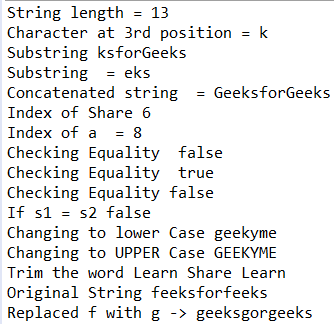 String length = 13
Character at 3rd position = k
Substring ksforGeeks
Substring  = eks
Concatenated string  = GeeksforGeeks
Index of Share 6
Index of a  = 8
Checking Equality  false
Checking Equality  true
Checking Equality false
If s1 = s2 false
Changing to lower Case geekyme
Changing to UPPER Case GEEKYME
Trim the word Learn Share Learn
Original String feeksforfeeks
Replaced f with g -> geeksgorgeeks